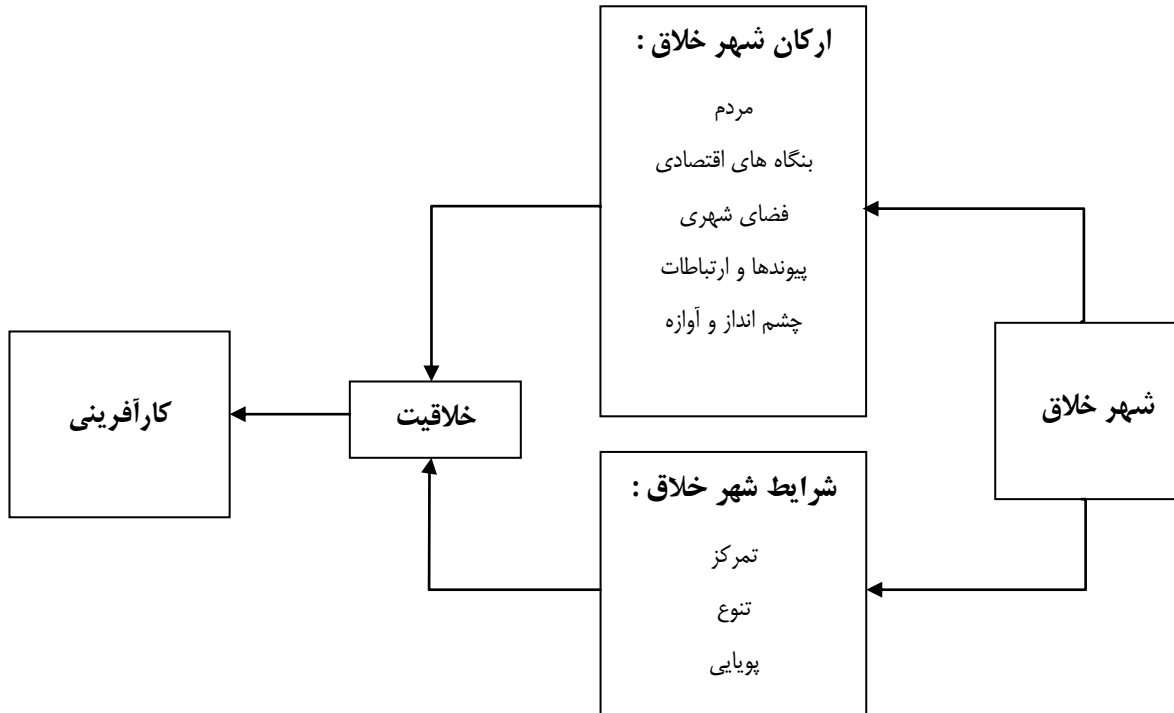 ارکان شهر خلاق :
مردم
بنگاه های اقتصادی
فضای شهری
پیوندها و ارتباطات
چشم انداز و آوازه
شهر خلاق
خلاقیت
کارآفرینی
شرایط شهر خلاق :
تمرکز
تنوع
پویایی